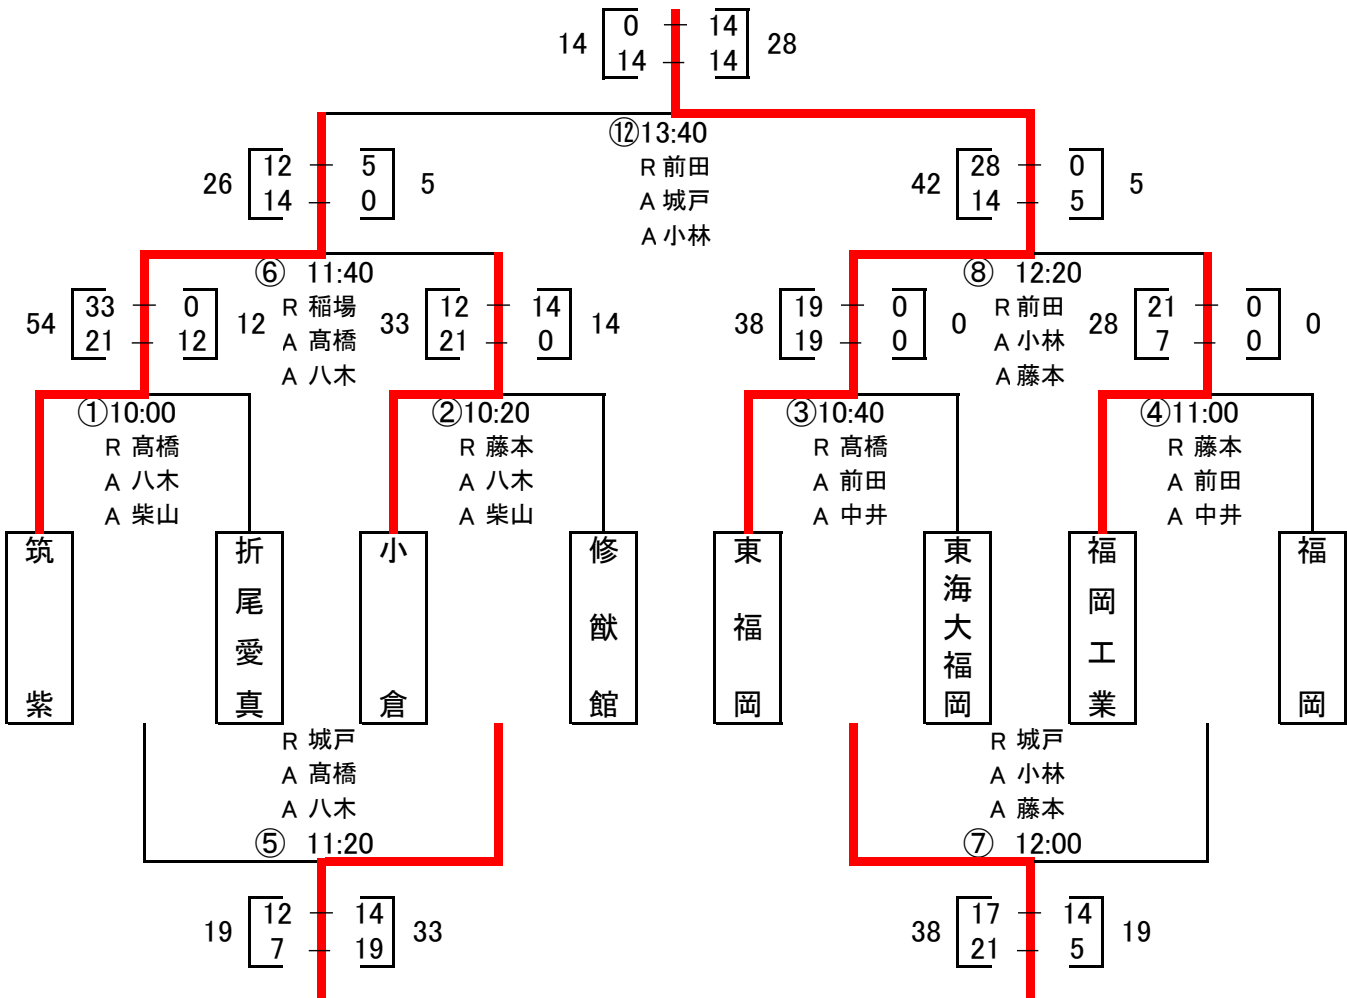 0 14
14 28
14 14
⑫13:40
R 前田
A 城戸
A 小林
12 5
26 5
14 0
28 0
42 5
14 5
⑥ 11:40
R 稲場
A 髙橋
A 八木
⑧ 12:20
R 前田
A 小林
A 藤本
33 0
54 12
21 12
12 14
33 14
21 0
19 0
38 0
19 0
21 0
28 0
7 0
①10:00
R 髙橋
A 八木
A 柴山
②10:20
R 藤本
A 八木
A 柴山
③10:40
R 髙橋
A 前田
A 中井
④11:00
R 藤本
A 前田
A 中井
筑紫
折尾愛真
小倉
修猷館
東福岡
東海大福岡
福岡工業
福岡
R 城戸
A 髙橋
A 八木
⑤ 11:20
R 城戸
A 小林
A 藤本
⑦ 12:00
12 14
19 33
7 19
17 14
38 19
21 5